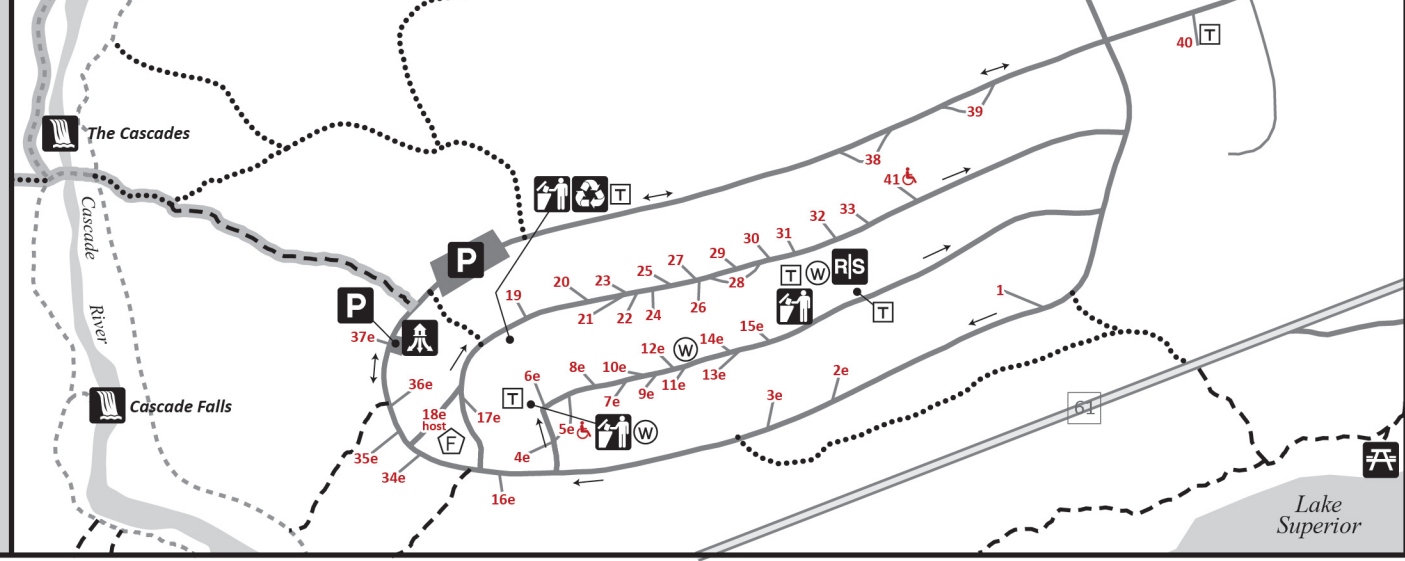 40 T
39
The Cascades
38
41
T
33
32
31
30
29
27
28
25
23
20
26
24
22
21
19
Cascade
River
P
P
T W R|S
T
1
37e
15e
14e
W
12e
13e
11e
10e
9e
8e
7e
6e
2e
3e
36e
T
Cascade Falls
18e
host
17e
5e
W
F
4e
35e
34e
16e
61
Lake
Superior